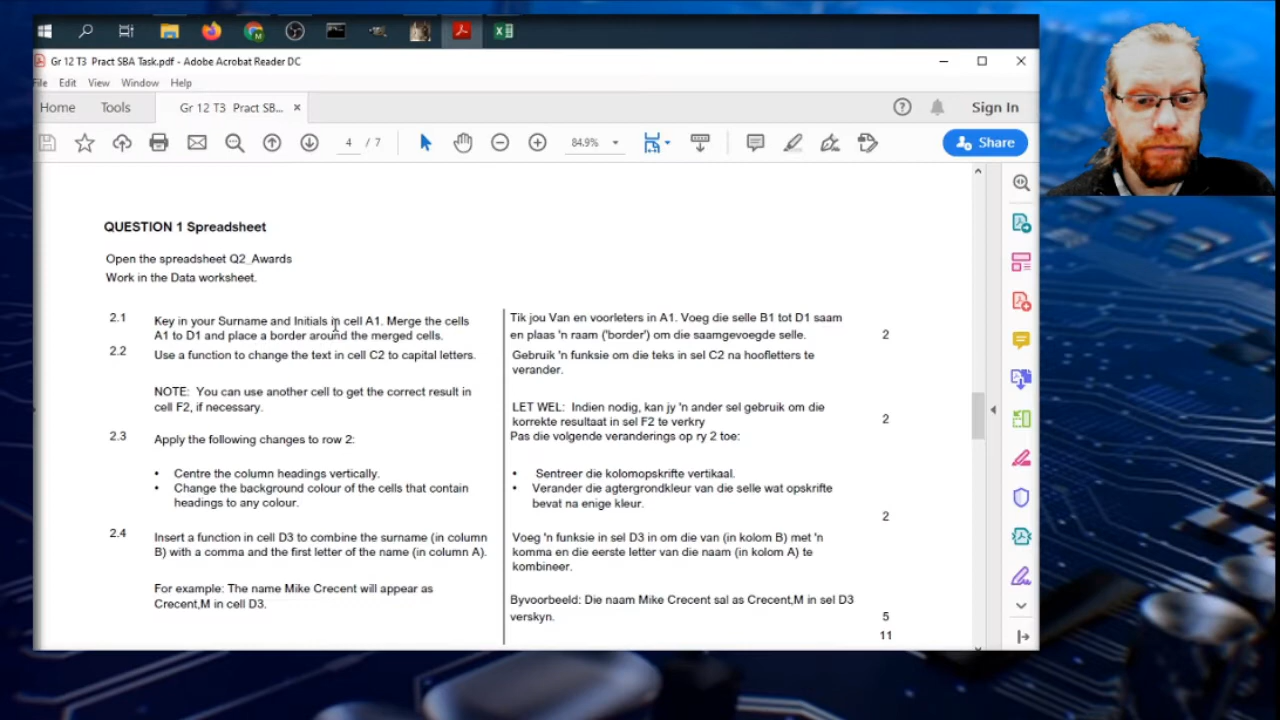 Gr 12 T3 Pract SBA Task.pdf - Adobe Acrobat Reader DC
File Edit View Window Help
Home Tools Gr 12 T3 Pract SB... × Sign In
4 / 7 84.9% Share
QUESTION 1 Spreadsheet
Open the spreadsheet Q2_Awards
Work in the Data worksheet.
2.1 Key in your Surname and Initials in cell A1. Merge the cells
A1 to D1 and place a border around the merged cells.
2.2 Use a function to change the text in cell C2 to capital letters.
NOTE: You can use another cell to get the correct result in
cell F2, if necessary.
2.3 Apply the following changes to row 2:
• Centre the column headings vertically.
• Change the background colour of the cells that contain
headings to any colour.
2.4 Insert a function in cell D3 to combine the surname (in column
B) with a comma and the first letter of the name (in column A).
For example: The name Mike Crecent will appear as
Crecent,M in cell D3.
Tik jou Van en voorleters in A1. Voeg die selle B1 tot D1 saam
en plaas 'n raam ('border') om die saamgevoegde selle. 2
Gebruik 'n funksie om die teks in sel C2 na hoofletters te
verander.
LET WEL: Indien nodig, kan jy 'n ander sel gebruik om die
korrekte resultaat in sel F2 te verkry 2
Pas die volgende veranderings op ry 2 toe:
• Sentreer die kolomopskrifte vertikaal.
• Verander die agtergrondkleur van die selle wat opskrifte
bevat na enige kleur.
2
Voeg 'n funksie in sel D3 in om die van (in kolom B) met 'n
komma en die eerste letter van die naam (in kolom A) te
kombineer.
Byvoorbeeld: Die naam Mike Crecent sal as Crecent,M in sel D3
verskyn. 5
11